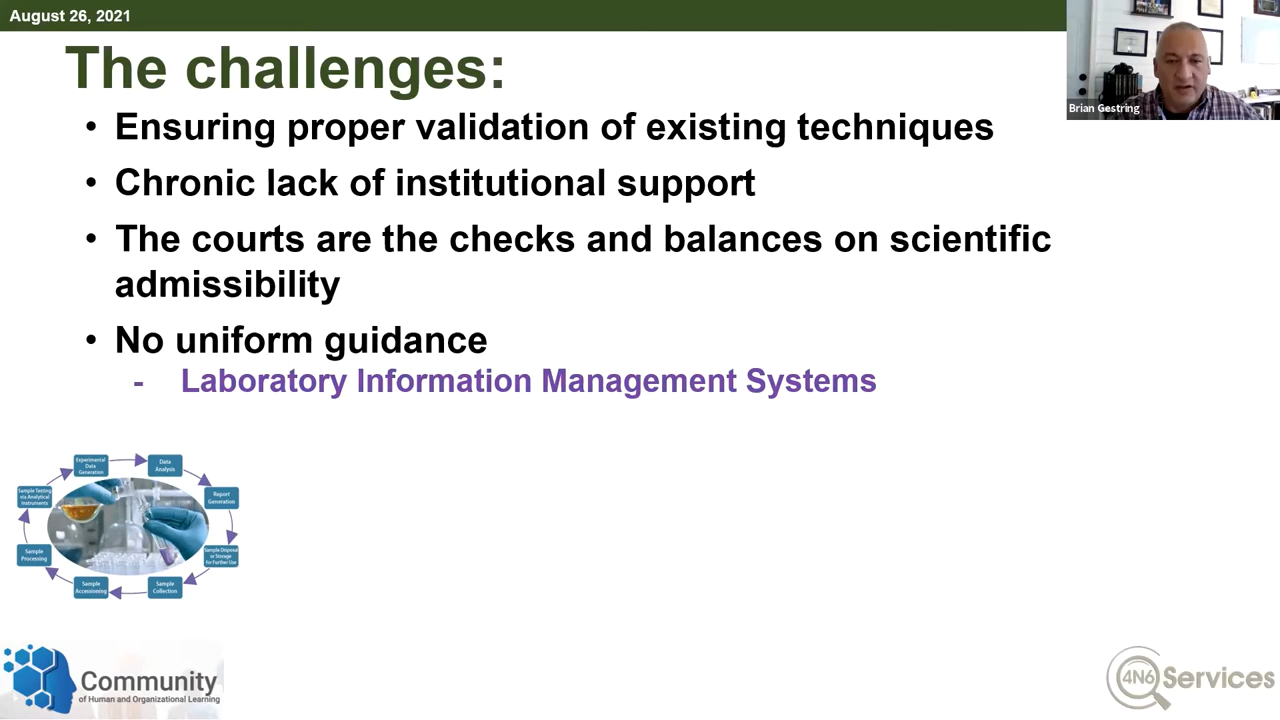 August 26, 2021
The challenges:
Brian Gestring
• Ensuring proper validation of existing techniques
• Chronic lack of institutional support
• The courts are the checks and balances on scientific
admissibility
• No uniform guidance
- Laboratory Information Management Systems
Experimental
Data
Generation
Data
Analysis
Report
Generation
Sample Disposal
or Storage
For Further Use
Sample
Collection
Sample
Accessioning
Sample
Processing
Sample Testing
via Analytical
Instruments
Community
of Human and Organizational Learning
4N6 Services